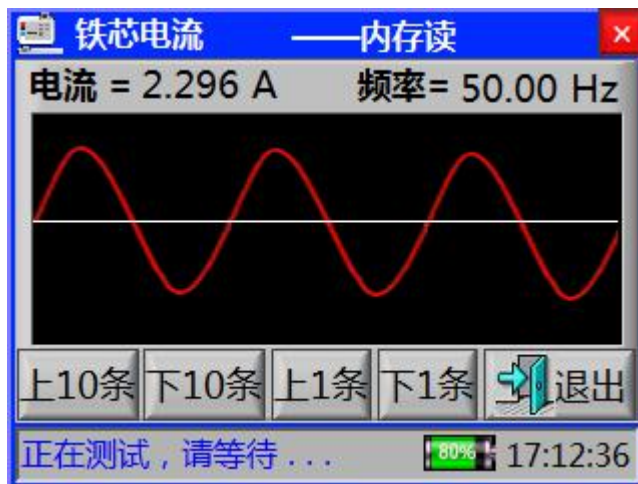 铁芯电流 ——内存读
电流 = 2.296 A 频率= 50.00 Hz
上10条 下10条 上1条 下1条 退出
正在测试，请等待 . . . 80% 17:12:36